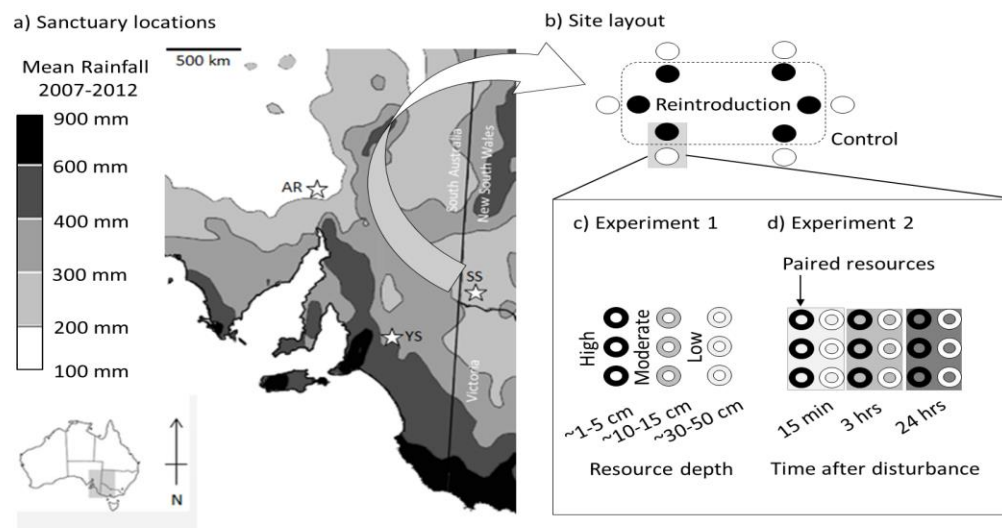 a) Sanctuary locations
Mean Rainfall
2007-2012
900 mm
600 mm
400 mm
300 mm
200 mm
100 mm
500 km
AR
SS
YS
South Australia
New South Wales
Victoria
N
b) Site layout
Reintroduction
Control
c) Experiment 1
High
Moderate
Low
~1-5 cm
~10-15 cm
~30-50 cm
Resource depth
d) Experiment 2
Paired resources
15 min
3 hrs
24 hrs
Time after disturbance